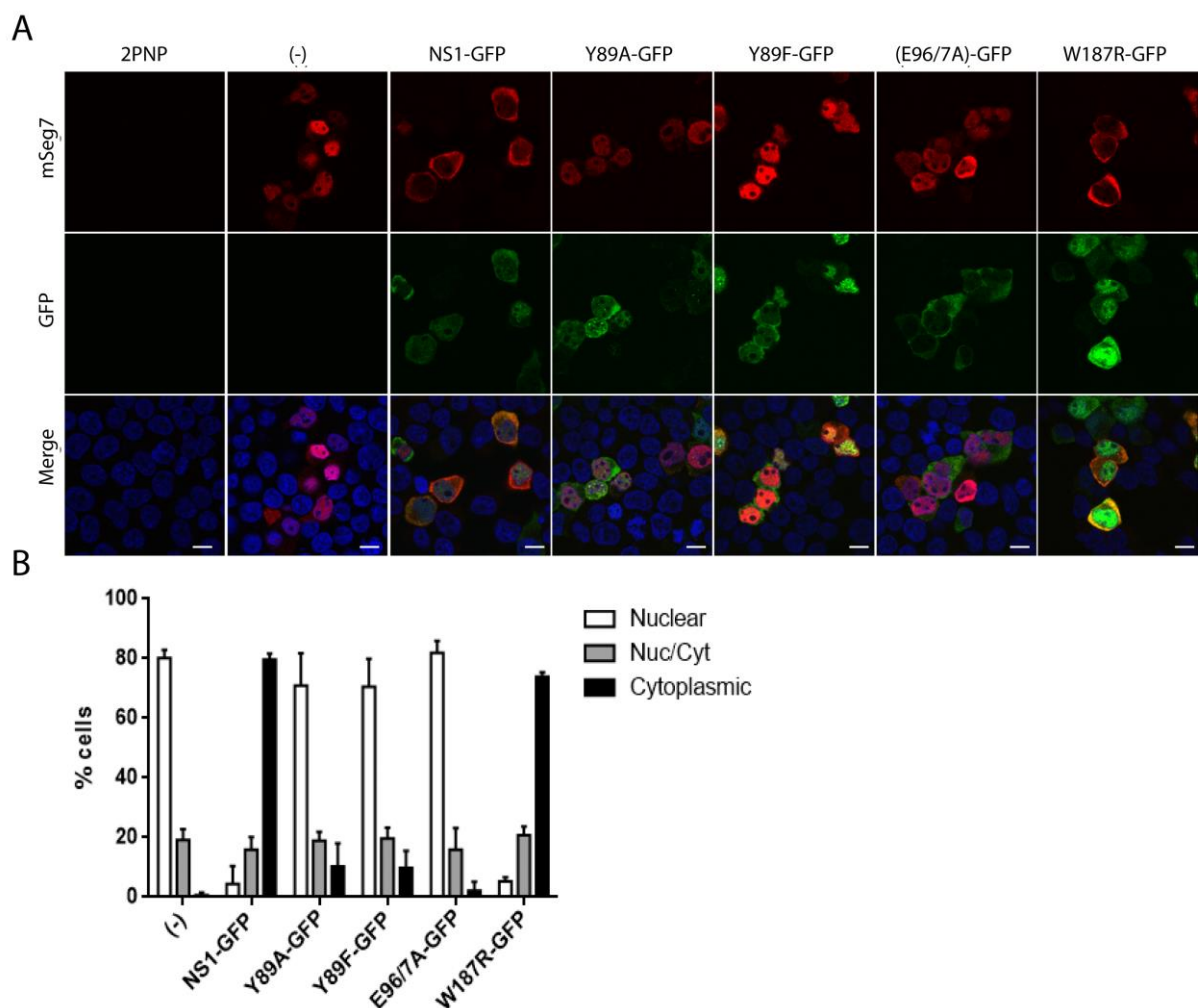 A
2PNP (-) NS1-GFP Y89A-GFP Y89F-GFP (E96/7A)-GFP W187R-GFP
mSeg7
GFP
Merge
B
100
80
60
40
20
0
% cells
Nuclear
Nuc/Cyt
Cytoplasmic
(-) NS1-GFP Y89A-GFP Y89F-GFP E96/7A-GFP W187R-GFP